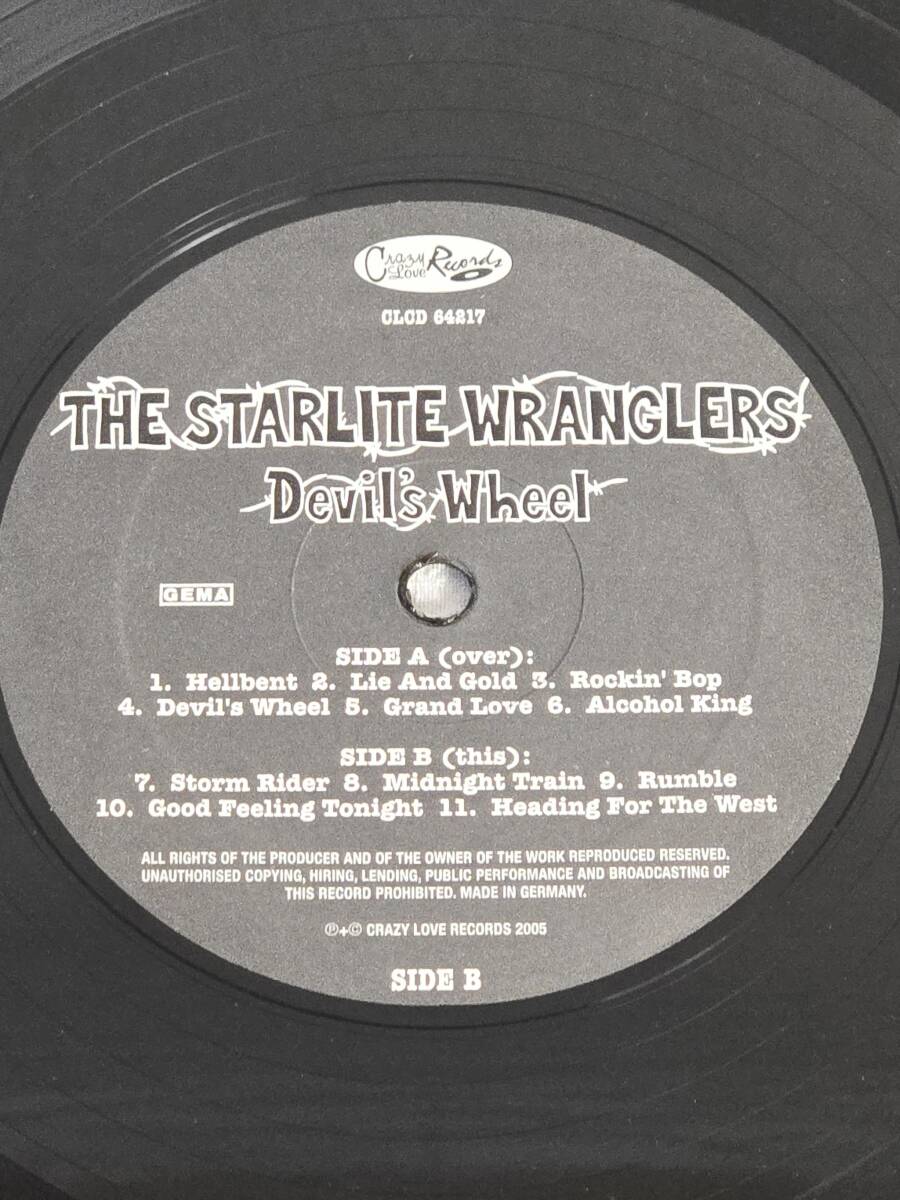 Crazy Love Records
CLCD 64217
THE STARLITE WRANGLERS
Devil's Wheel
GEMA
SIDE A (over):
1. Hellbent 2. Lie And Gold 3. Rockin' Bop
4. Devil's Wheel 5. Grand Love 6. Alcohol King
SIDE B (this):
7. Storm Rider 8. Midnight Train 9. Rumble
10. Good Feeling Tonight 11. Heading For The West
ALL RIGHTS OF THE PRODUCER AND OF THE OWNER OF THE WORK REPRODUCED RESERVED.
UNAUTHORISED COPYING, HIRING, LENDING, PUBLIC PERFORMANCE AND BROADCASTING OF
THIS RECORD PROHIBITED. MADE IN GERMANY.
℗+© CRAZY LOVE RECORDS 2005
SIDE B